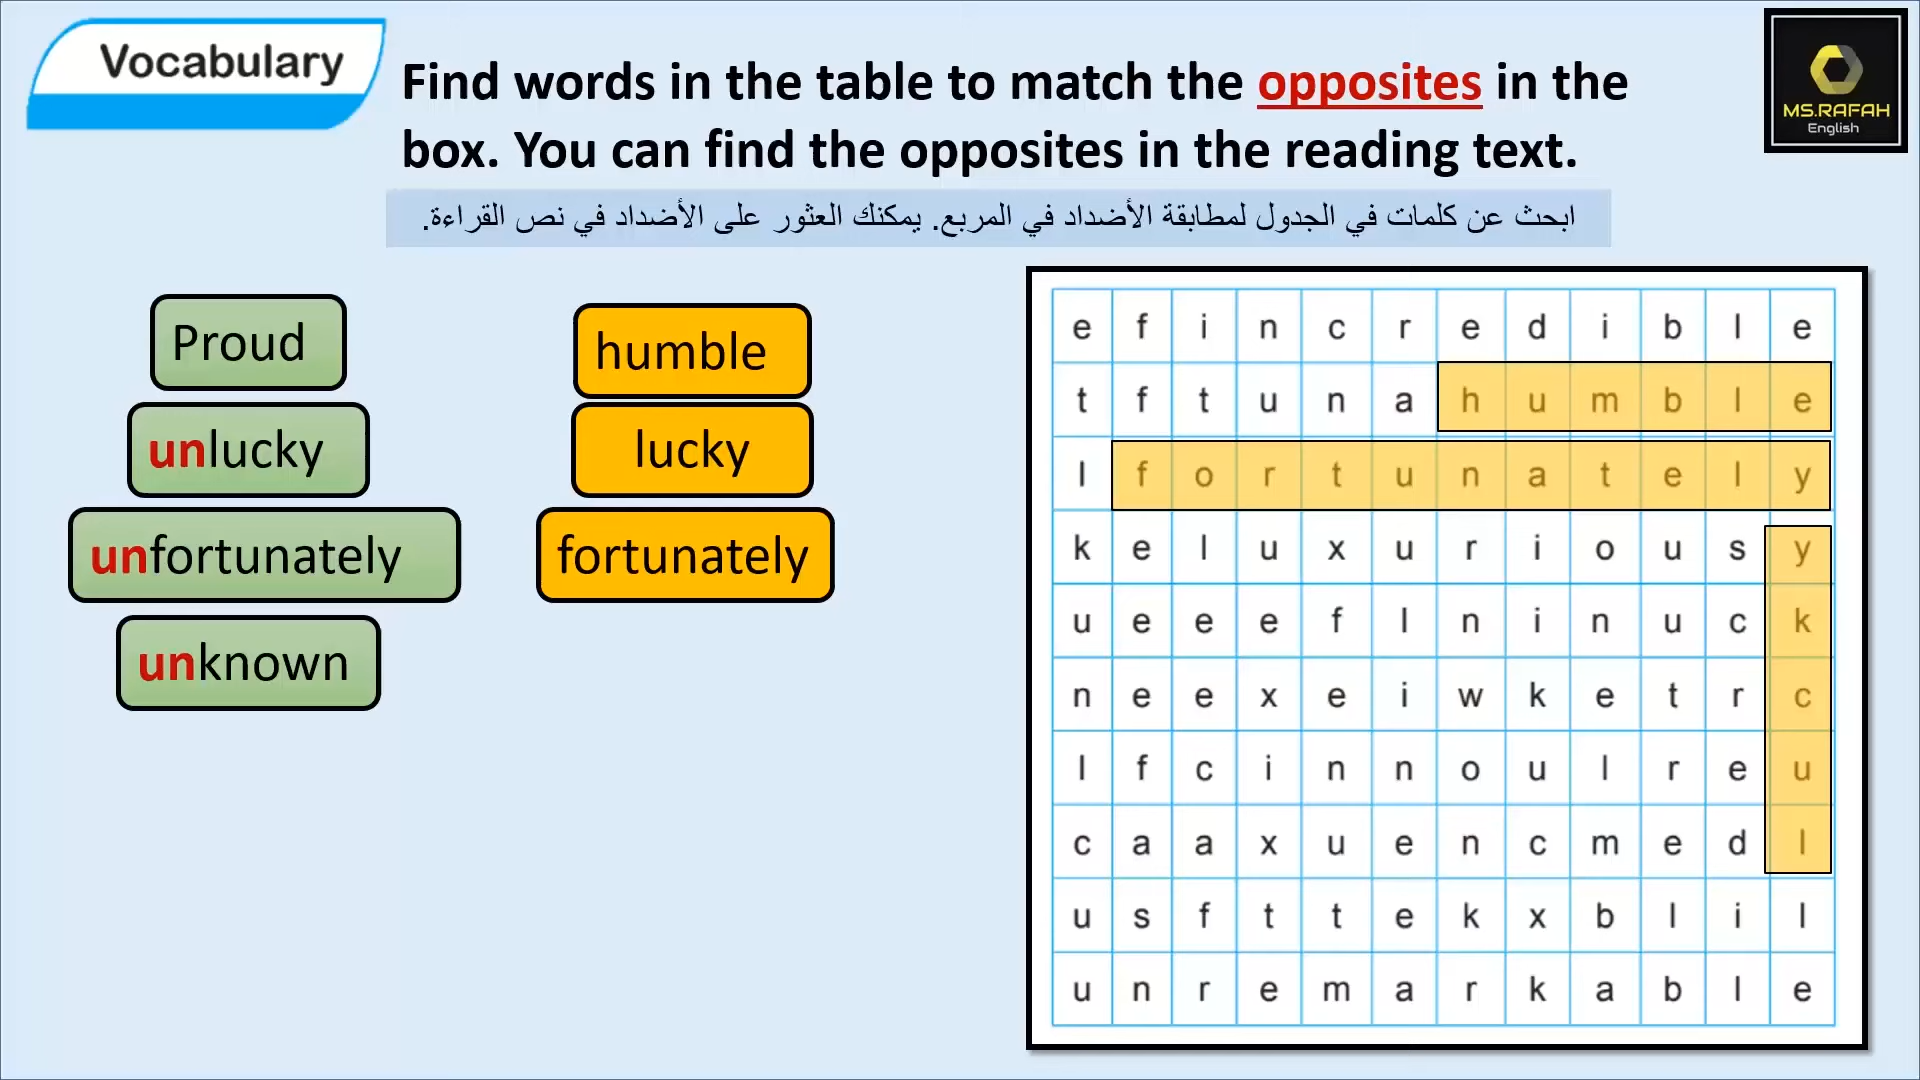 Vocabulary
Find words in the table to match the opposites in the
box. You can find the opposites in the reading text.
MS.RAFAH
English
ابحث عن كلمات في الجدول لمطابقة الأضداد في المربع. يمكنك العثور على الأضداد في نص القراءة.
Proud
humble
unlucky
lucky
unfortunately
fortunately
unknown
e f i n c r e d i b l e
t f t u n a h u m b l e
l f o r t u n a t e l y
k e l u x u r i o u s y
u e e e f l n i n u c k
n e e x e i w k e t r c
l f c i n n o u l r e u
c a a x u e n c m e d l
u s f t t e k x b l i l
u n r e m a r k a b l e